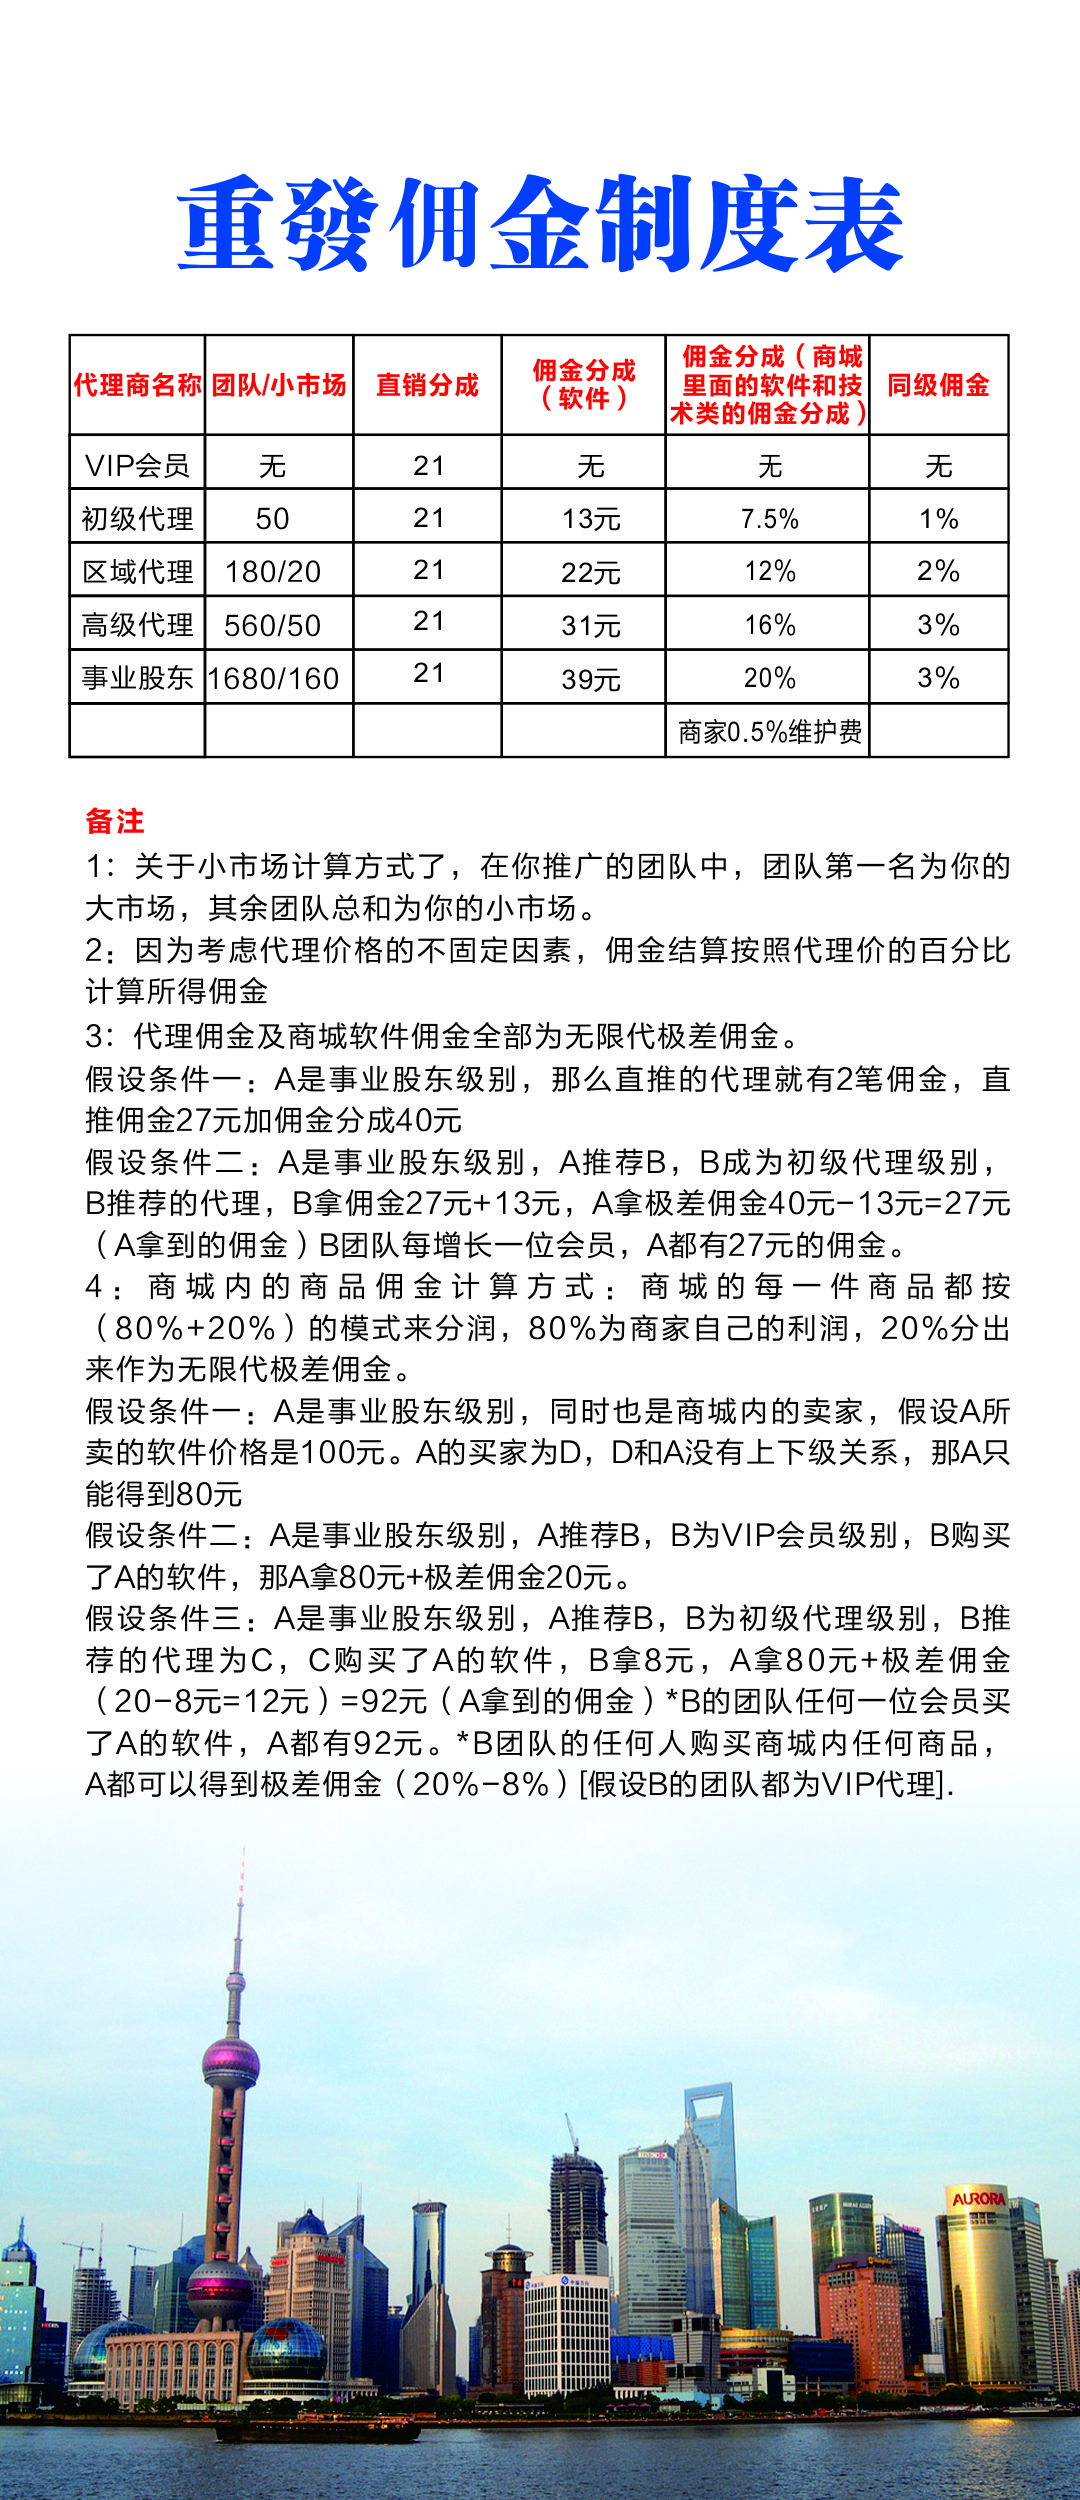 重發佣金制度表
代理商名称 团队/小市场 直销分成 佣金分成（软件） 佣金分成（商城里面的软件和技术类的佣金分成） 同级佣金
VIP会员 无 21 无 无 无
初级代理 50 21 13元 7.5% 1%
区域代理 180/20 21 22元 12% 2%
高级代理 560/50 21 31元 16% 3%
事业股东 1680/160 21 39元 20% 3%
商家0.5%维护费
备注
1：关于小市场计算方式了，在你推广的团队中，团队第一名为你的
大市场，其余团队总和为你的小市场。
2：因为考虑代理价格的不固定因素，佣金结算按照代理价的百分比
计算所得佣金
3：代理佣金及商城软件佣金全部为无限代极差佣金。
假设条件一：A是事业股东级别，那么直推的代理就有2笔佣金，直
推佣金27元加佣金分成40元
假设条件二：A是事业股东级别，A推荐B，B成为初级代理级别，
B推荐的代理，B拿佣金27元+13元，A拿极差佣金40元-13元=27元
（A拿到的佣金）B团队每增长一位会员，A都有27元的佣金。
4：商城内的商品佣金计算方式：商城的每一件商品都按
（80%+20%）的模式来分润，80%为商家自己的利润，20%分出
来作为无限代极差佣金。
假设条件一：A是事业股东级别，同时也是商城内的卖家，假设A所
卖的软件价格是100元。A的买家为D，D和A没有上下级关系，那A只
能得到80元
假设条件二：A是事业股东级别，A推荐B，B为VIP会员级别，B购买
了A的软件，那A拿80元+极差佣金20元。
假设条件三：A是事业股东级别，A推荐B，B为初级代理级别，B推
荐的代理为C，C购买了A的软件，B拿8元，A拿80元+极差佣金
（20-8元=12元）=92元（A拿到的佣金）*B的团队任何一位会员买
了A的软件，A都有92元。*B团队的任何人购买商城内任何商品，
A都可以得到极差佣金（20%-8%）[假设B的团队都为VIP代理].
AURORA